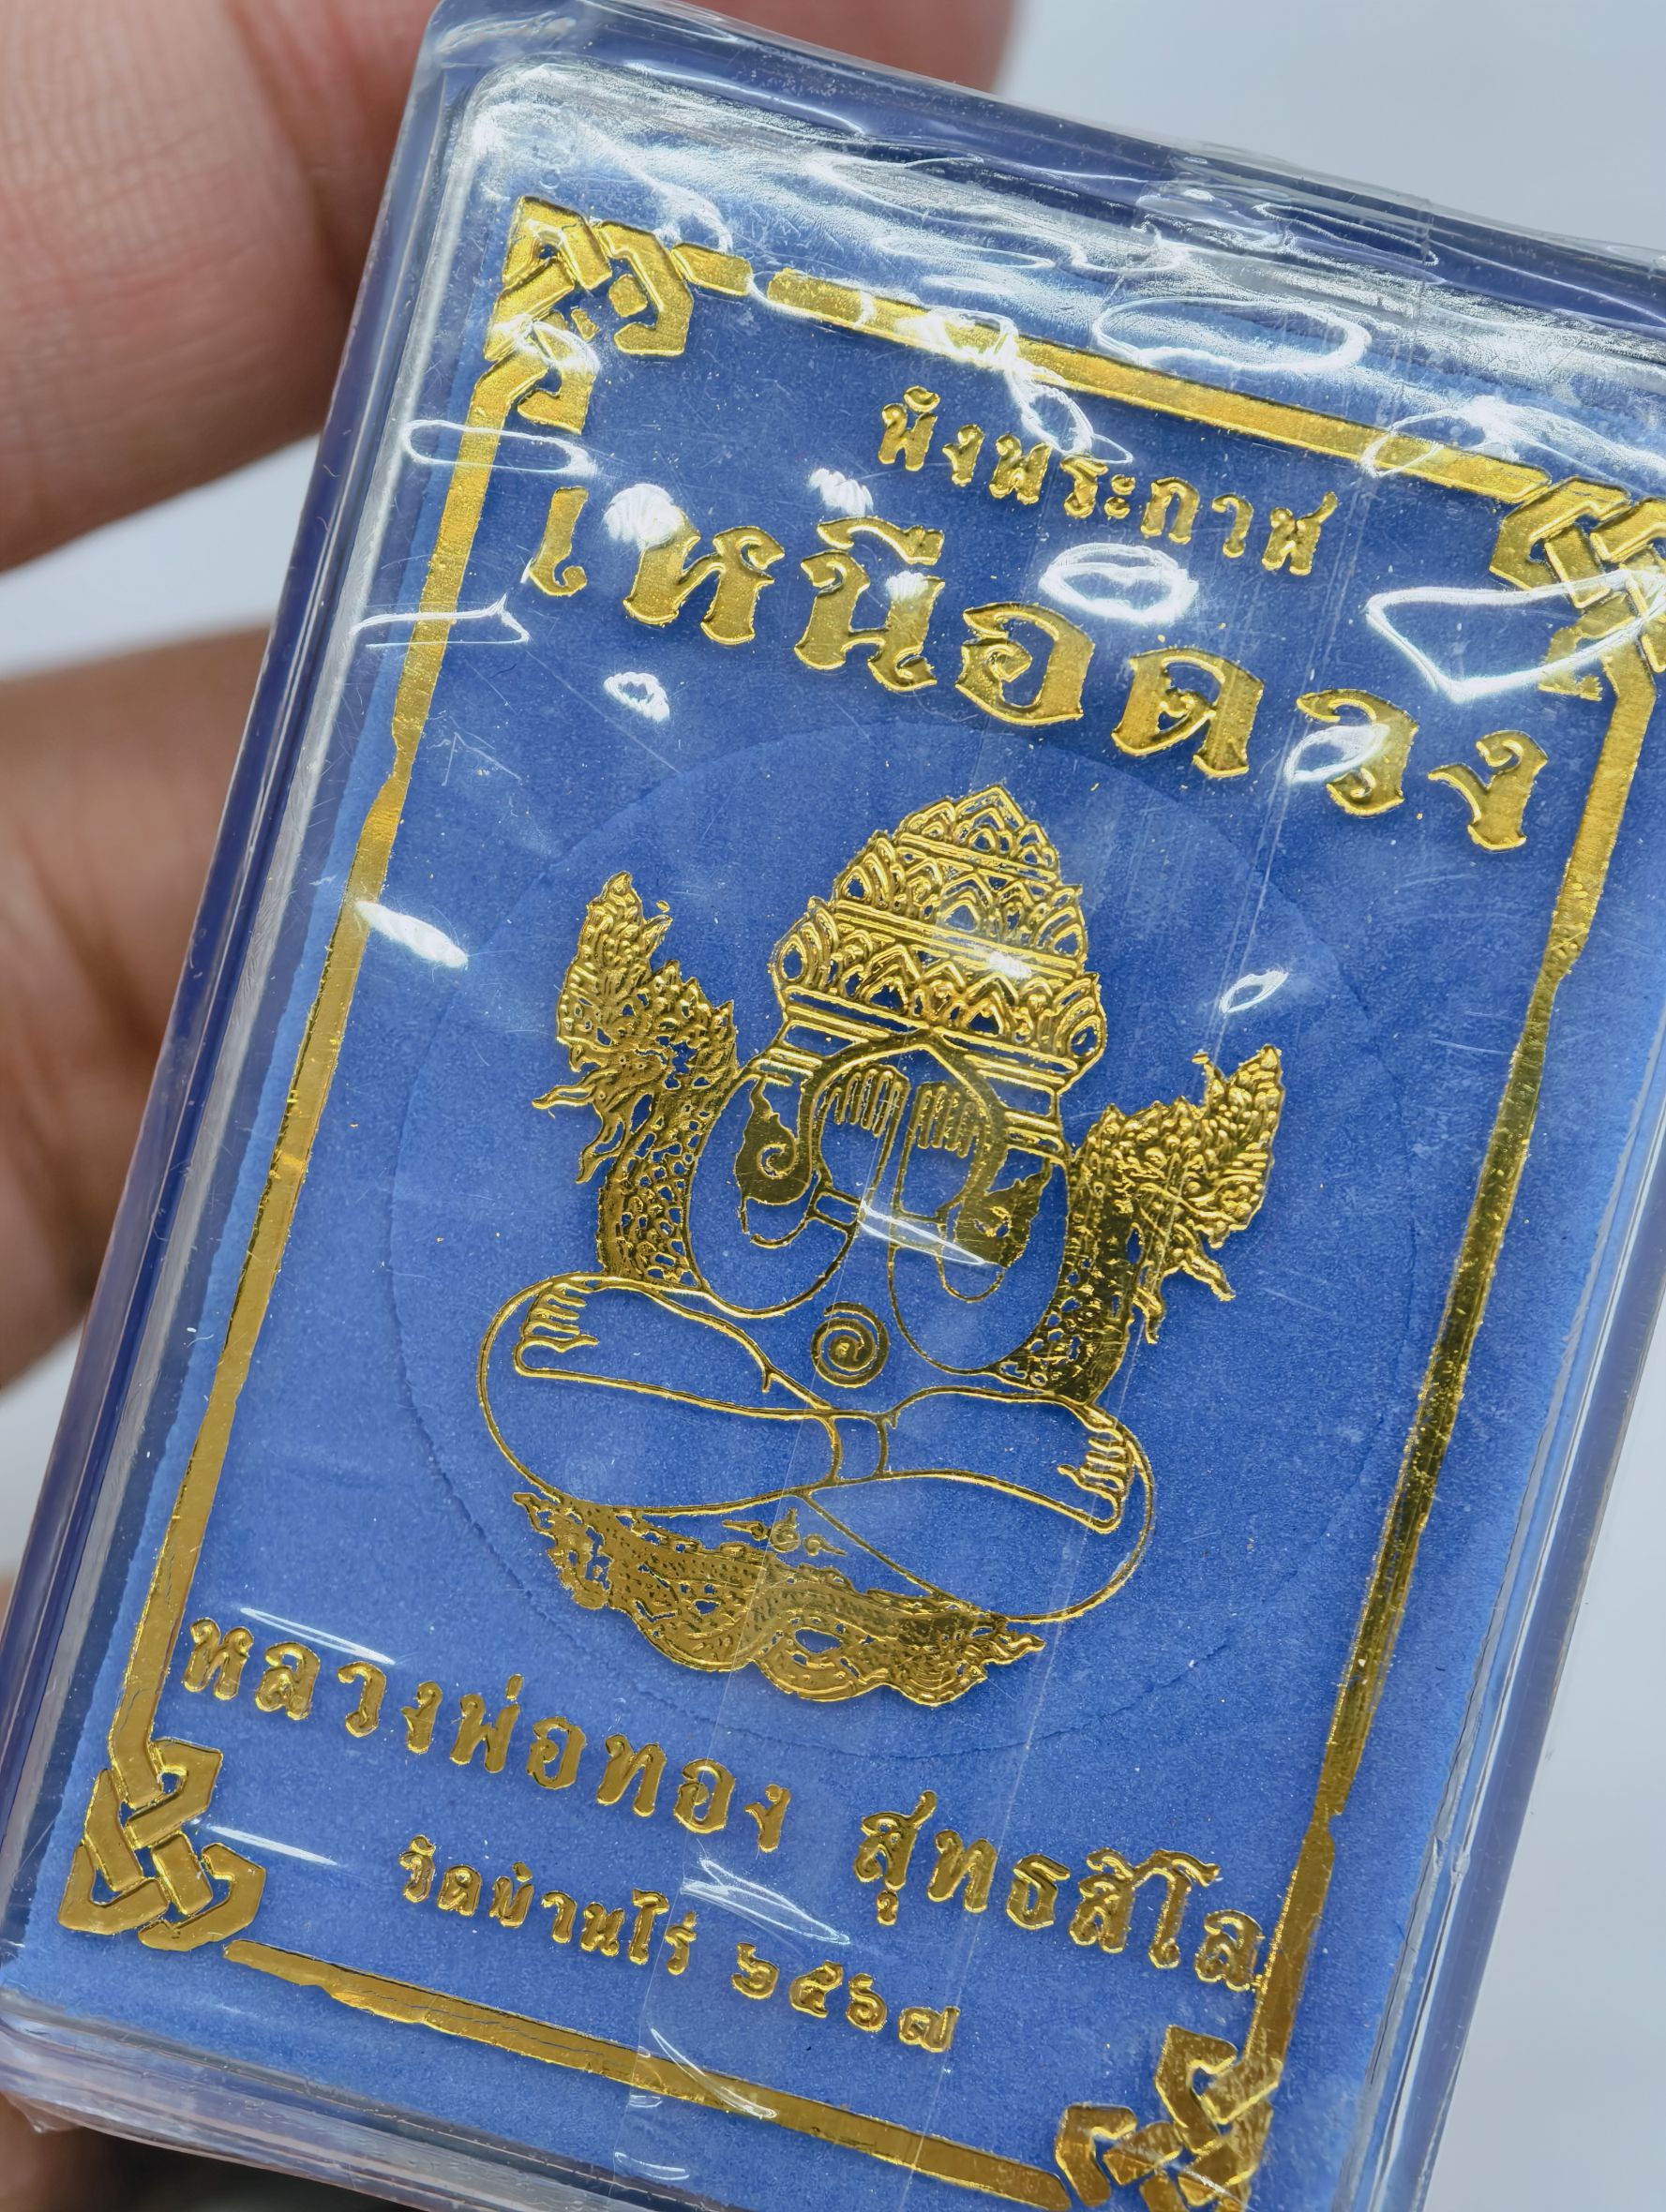 พังพระกาฬ
เหนือดวง
หลวงพ่อทอง สุทธสีโล
วัดบ้านไร่ ๖๕๖๗